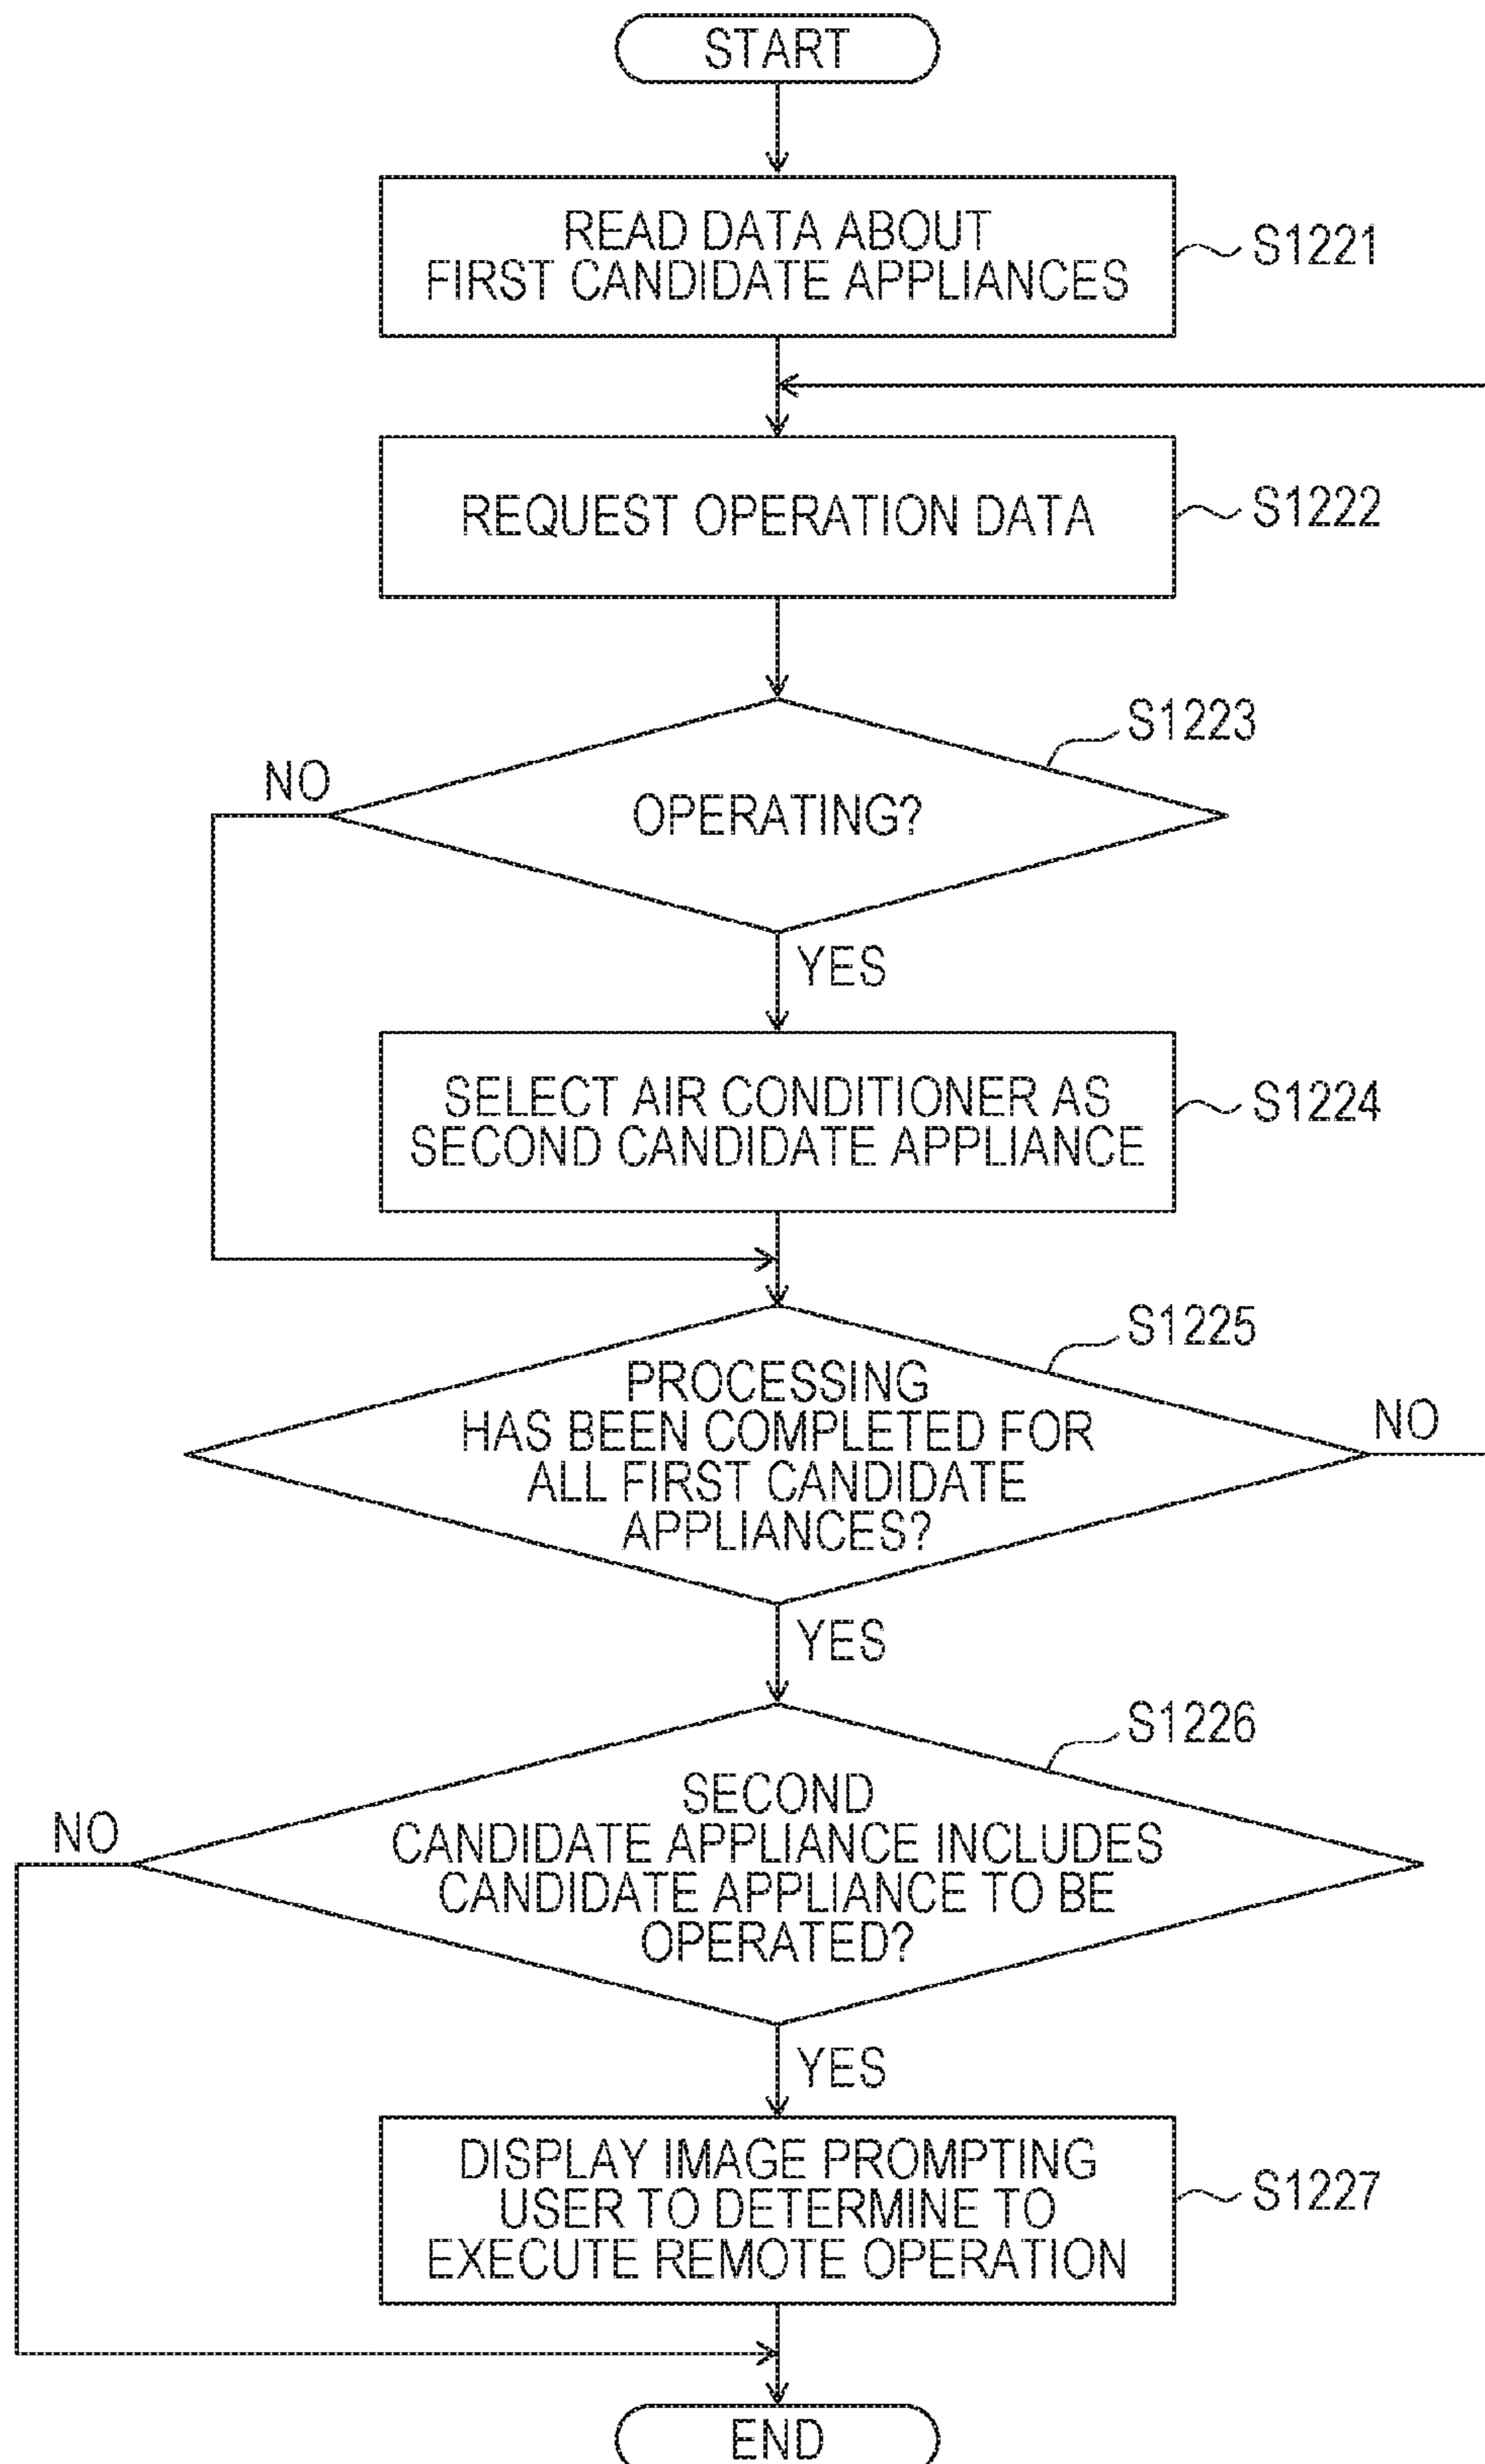 START
READ DATA ABOUT
FIRST CANDIDATE APPLIANCES
S1221
REQUEST OPERATION DATA
S1222
S1223
NO
OPERATING?
YES
SELECT AIR CONDITIONER AS
SECOND CANDIDATE APPLIANCE
S1224
S1225
PROCESSING
HAS BEEN COMPLETED FOR
ALL FIRST CANDIDATE
APPLIANCES?
NO
YES
S1226
SECOND
CANDIDATE APPLIANCE INCLUDES
CANDIDATE APPLIANCE TO BE
OPERATED?
NO
YES
DISPLAY IMAGE PROMPTING
USER TO DETERMINE TO
EXECUTE REMOTE OPERATION
S1227
END